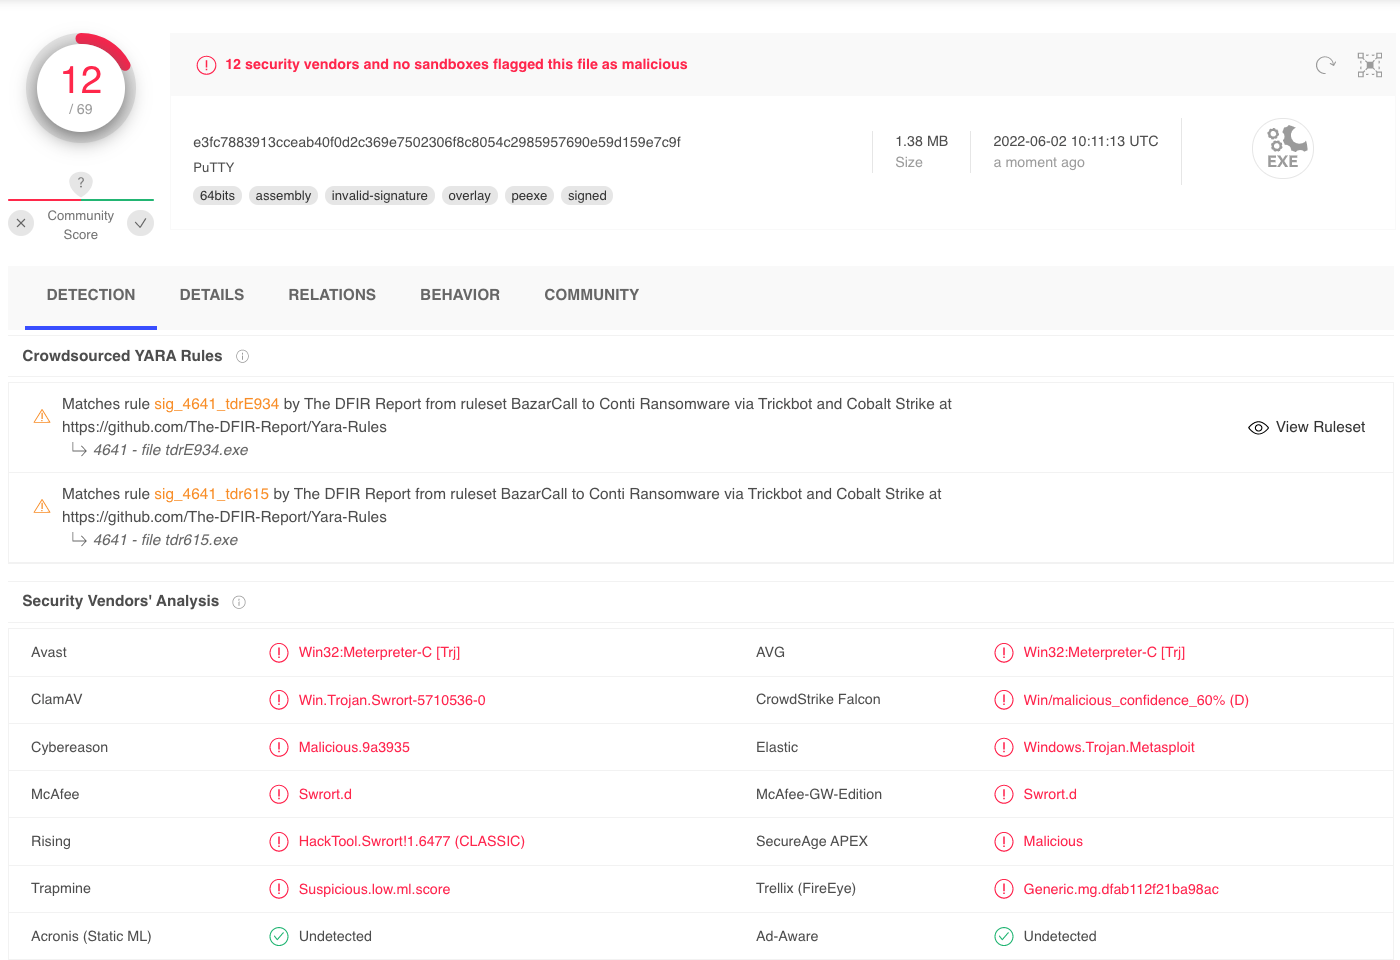 12
/ 69
?
Community
Score
12 security vendors and no sandboxes flagged this file as malicious
e3fc7883913cceab40f0d2c369e7502306f8c8054c2985957690e59d159e7c9f
PuTTY
64bits assembly invalid-signature overlay peexe signed
1.38 MB
Size
2022-06-02 10:11:13 UTC
a moment ago
EXE
DETECTION DETAILS RELATIONS BEHAVIOR COMMUNITY
Crowdsourced YARA Rules
Matches rule sig_4641_tdrE934 by The DFIR Report from ruleset BazarCall to Conti Ransomware via Trickbot and Cobalt Strike at
https://github.com/The-DFIR-Report/Yara-Rules
4641 - file tdrE934.exe
View Ruleset
Matches rule sig_4641_tdr615 by The DFIR Report from ruleset BazarCall to Conti Ransomware via Trickbot and Cobalt Strike at
https://github.com/The-DFIR-Report/Yara-Rules
4641 - file tdr615.exe
Security Vendors' Analysis
Avast Win32:Meterpreter-C [Trj] AVG Win32:Meterpreter-C [Trj]
ClamAV Win.Trojan.Swrort-5710536-0 CrowdStrike Falcon Win/malicious_confidence_60% (D)
Cybereason Malicious.9a3935 Elastic Windows.Trojan.Metasploit
McAfee Swrort.d McAfee-GW-Edition Swrort.d
Rising HackTool.Swrort!1.6477 (CLASSIC) SecureAge APEX Malicious
Trapmine Suspicious.low.ml.score Trellix (FireEye) Generic.mg.dfab112f21ba98ac
Acronis (Static ML) Undetected Ad-Aware Undetected